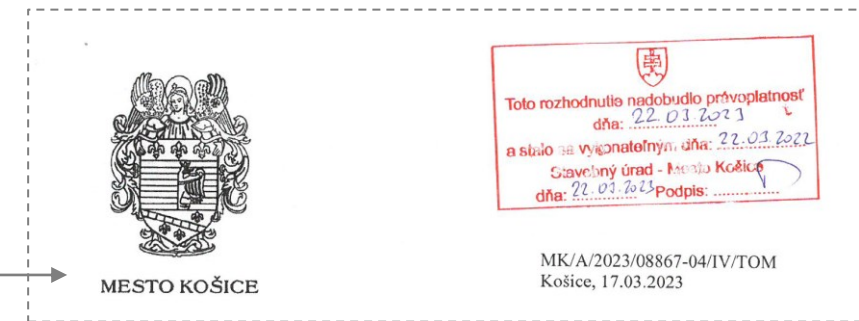 MESTO KOŠICE
Toto rozhodnutie nadobudlo právoplatnosť
dňa: 22 03 2023
a stalo sa vykonateľným dňa: 22.03.2022
Stavebný úrad - Mesto Košice
dňa: 22.03.2023 Podpis:
MK/A/2023/08867-04/IV/TOM
Košice, 17.03.2023